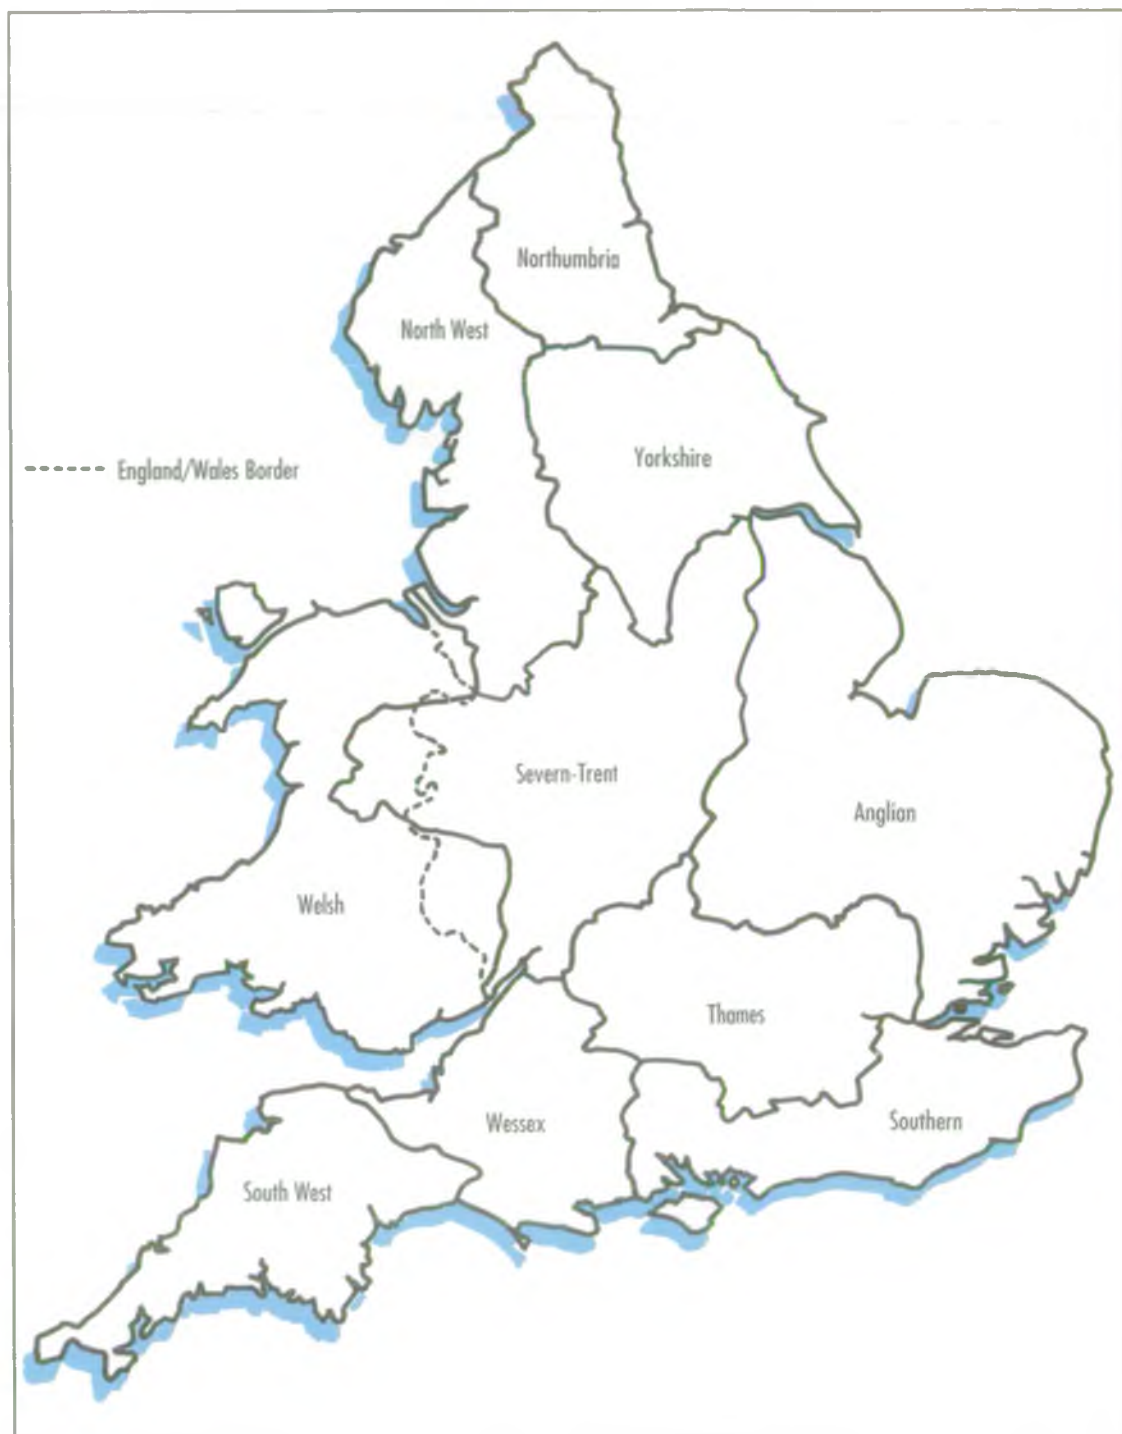 Northumbria
North West
Yorkshire
England/Wales Border
Severn-Trent
Anglian
Welsh
Thames
Wessex
Southern
South West